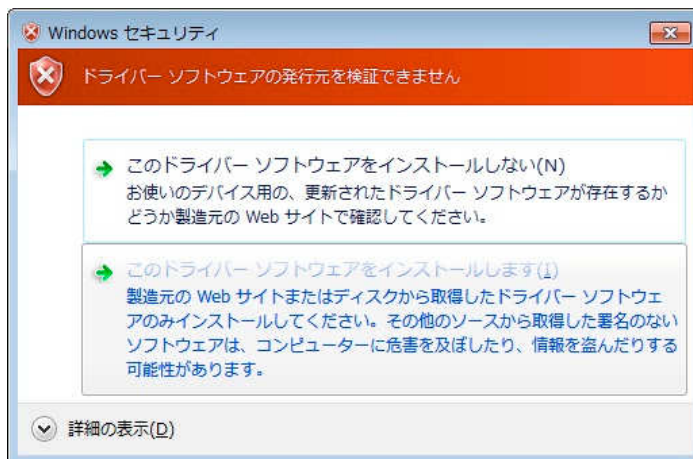 Windows セキュリティ
ドライバー ソフトウェアの発行元を検証できません
このドライバー ソフトウェアをインストールしない(N)
お使いのデバイス用の、更新されたドライバー ソフトウェアが存在するか
どうか製造元の Web サイトで確認してください。
このドライバー ソフトウェアをインストールします(I)
製造元の Web サイトまたはディスクから取得したドライバー ソフトウェ
アのみインストールしてください。その他のソースから取得した署名のない
ソフトウェアは、コンピューターに危害を及ぼしたり、情報を盗んだりする
可能性があります。
詳細の表示(D)